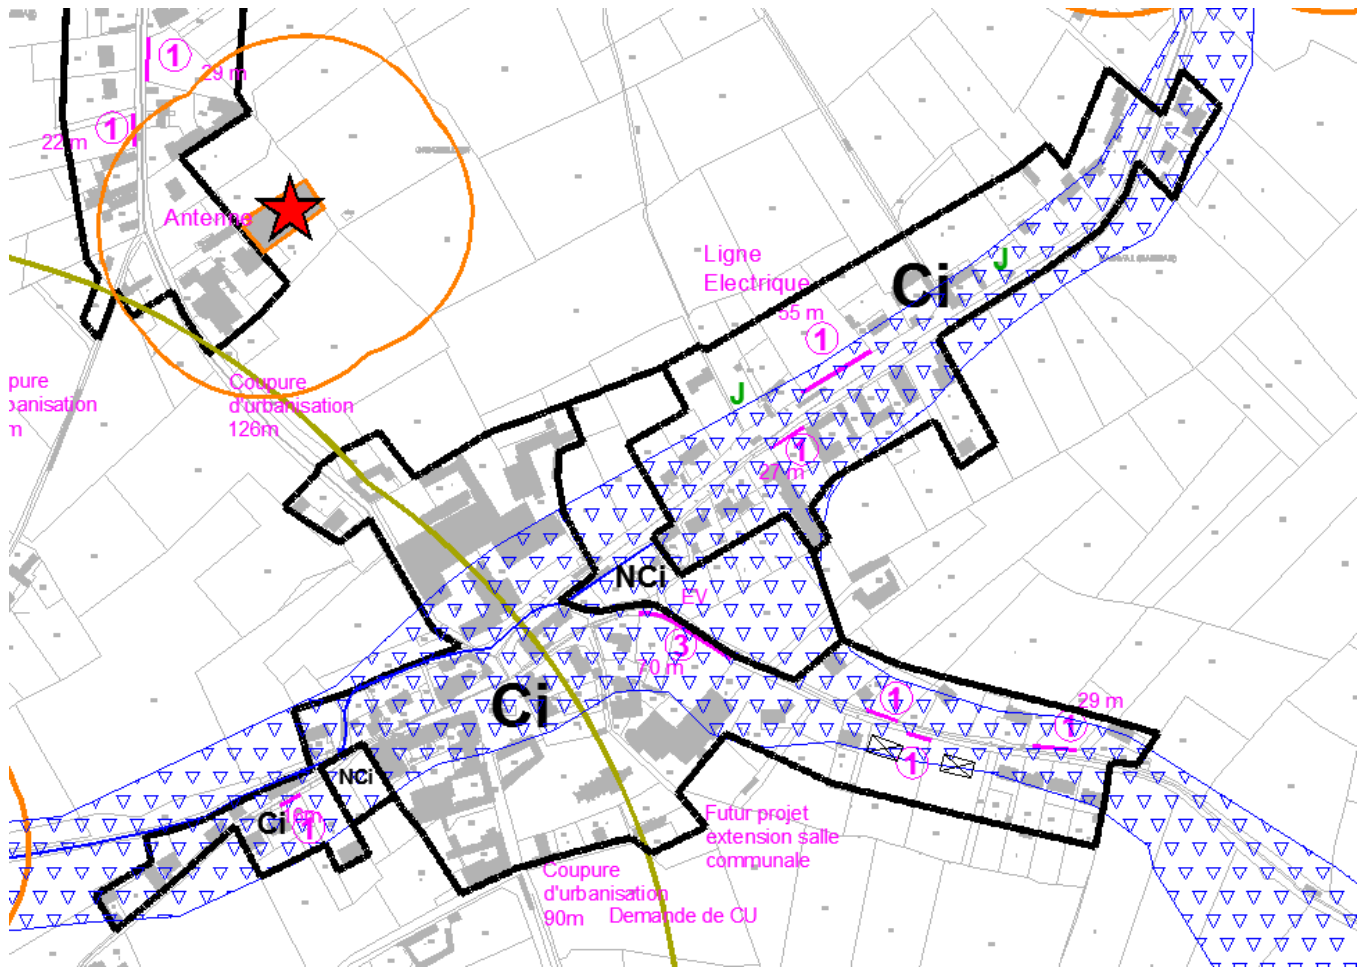 1
29 m
1
22 m
Antenne
Ligne
Electrique
J
Ci
55 m
1
Coupure
d'urbanisation
126m
pure
banisation
m
J
1
27 m
NCi
EV
3
70 m
Ci
1
29 m
1
1
NCi
16m
Ci
1
Futur projet
extension salle
communale
Coupure
d'urbanisation
90m
Demande de CU